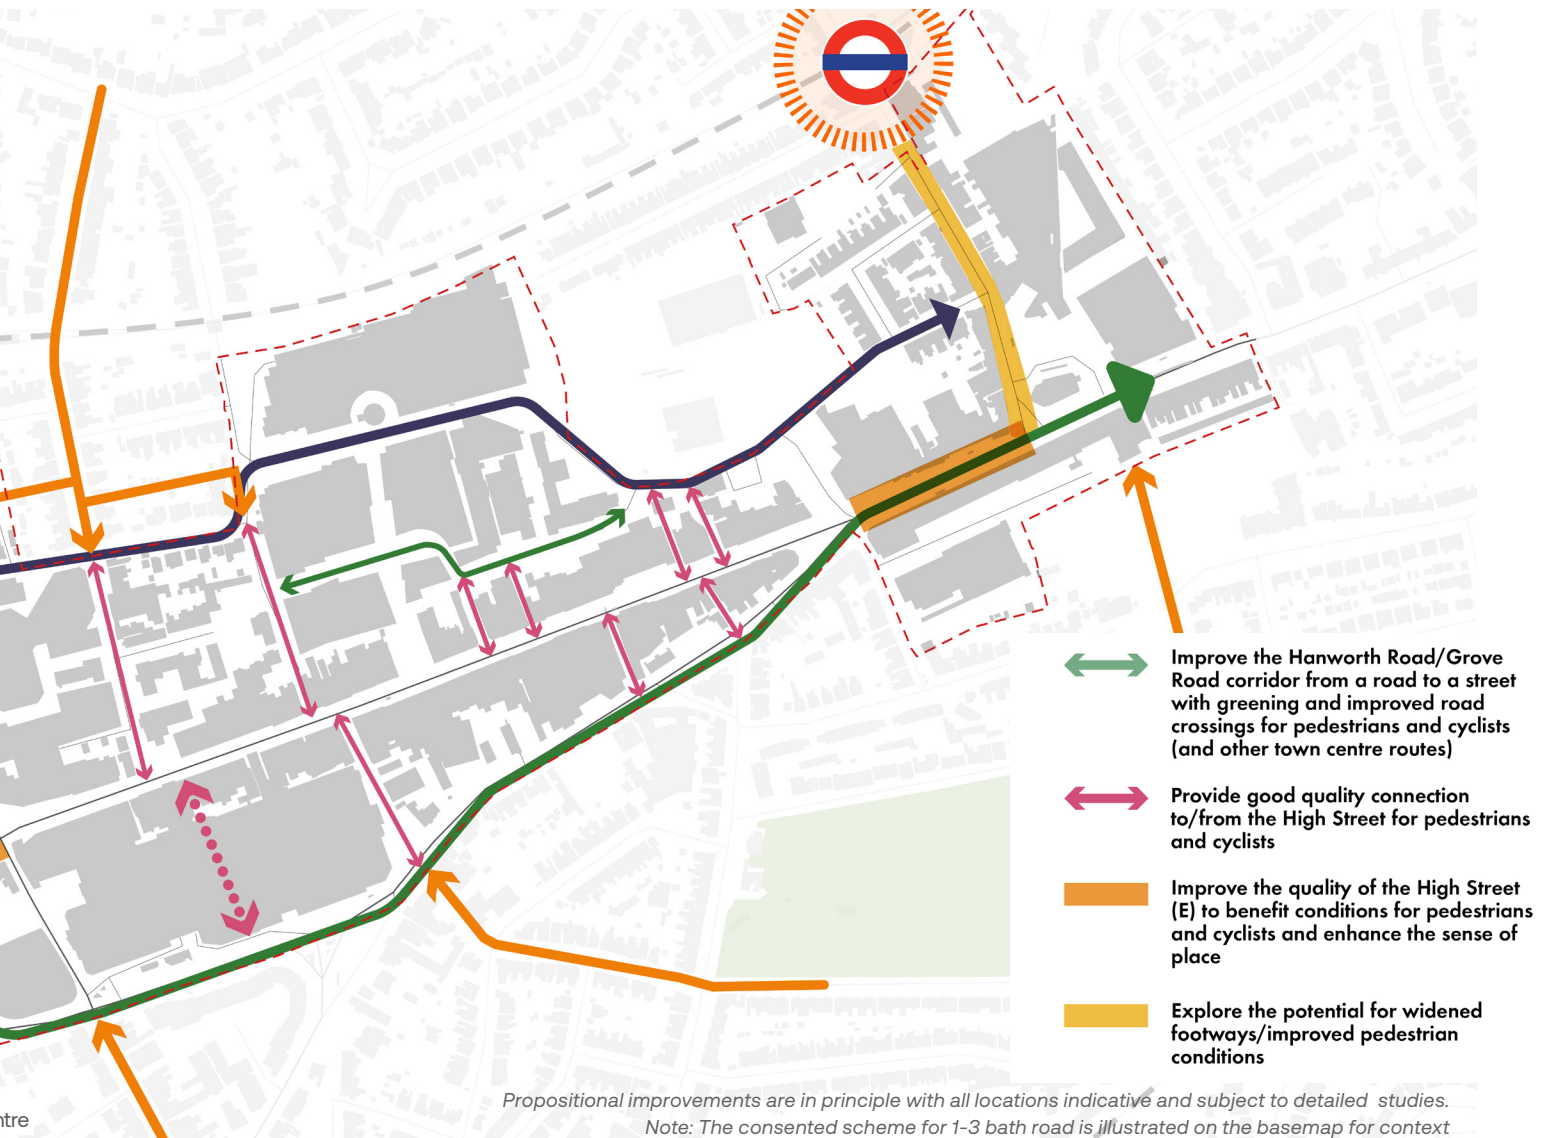 Improve the Hanworth Road/Grove
Road corridor from a road to a street
with greening and improved road
crossings for pedestrians and cyclists
(and other town centre routes)
Provide good quality connection
to/from the High Street for pedestrians
and cyclists
Improve the quality of the High Street
(E) to benefit conditions for pedestrians
and cyclists and enhance the sense of
place
Explore the potential for widened
footways/improved pedestrian
conditions
Propositional improvements are in principle with all locations indicative and subject to detailed studies.
ntre
Note: The consented scheme for 1-3 bath road is illustrated on the basemap for context